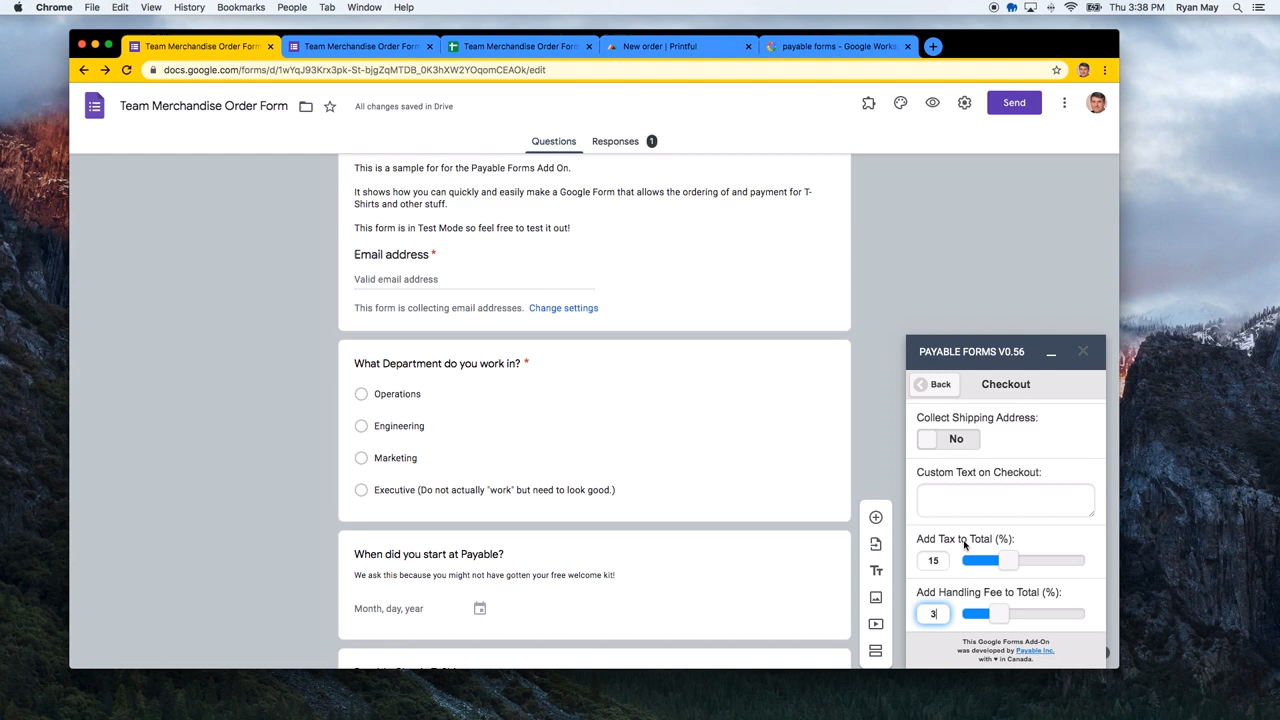 Chrome File Edit View History Bookmarks People Tab Window Help Thu 3:38 PM Ryan May
Team Merchandise Order Form Team Merchandise Order Form Team Merchandise Order Form New order | Printful payable forms - Google Works
docs.google.com/forms/d/1wYqJ93Krx3pk-St-bjgZqMTDB_0K3hXW2YOqomCEAOk/edit
Team Merchandise Order Form All changes saved in Drive Send
Questions Responses 1
This is a sample for for the Payable Forms Add On.
It shows how you can quickly and easily make a Google Form that allows the ordering of and payment for T-
Shirts and other stuff.
This form is in Test Mode so feel free to test it out!
Email address *
Valid email address
This form is collecting email addresses. Change settings
What Department do you work in? *
Operations
Engineering
Marketing
Executive (Do not actually "work" but need to look good.)
When did you start at Payable?
We ask this because you might not have gotten your free welcome kit!
Month, day, year
Tт
PAYABLE FORMS V0.56
Back Checkout
Collect Shipping Address:
No
Custom Text on Checkout:
Add Tax to Total (%):
15
Add Handling Fee to Total (%):
3
This Google Forms Add-On
was developed by Payable Inc.
with ♥ in Canada.